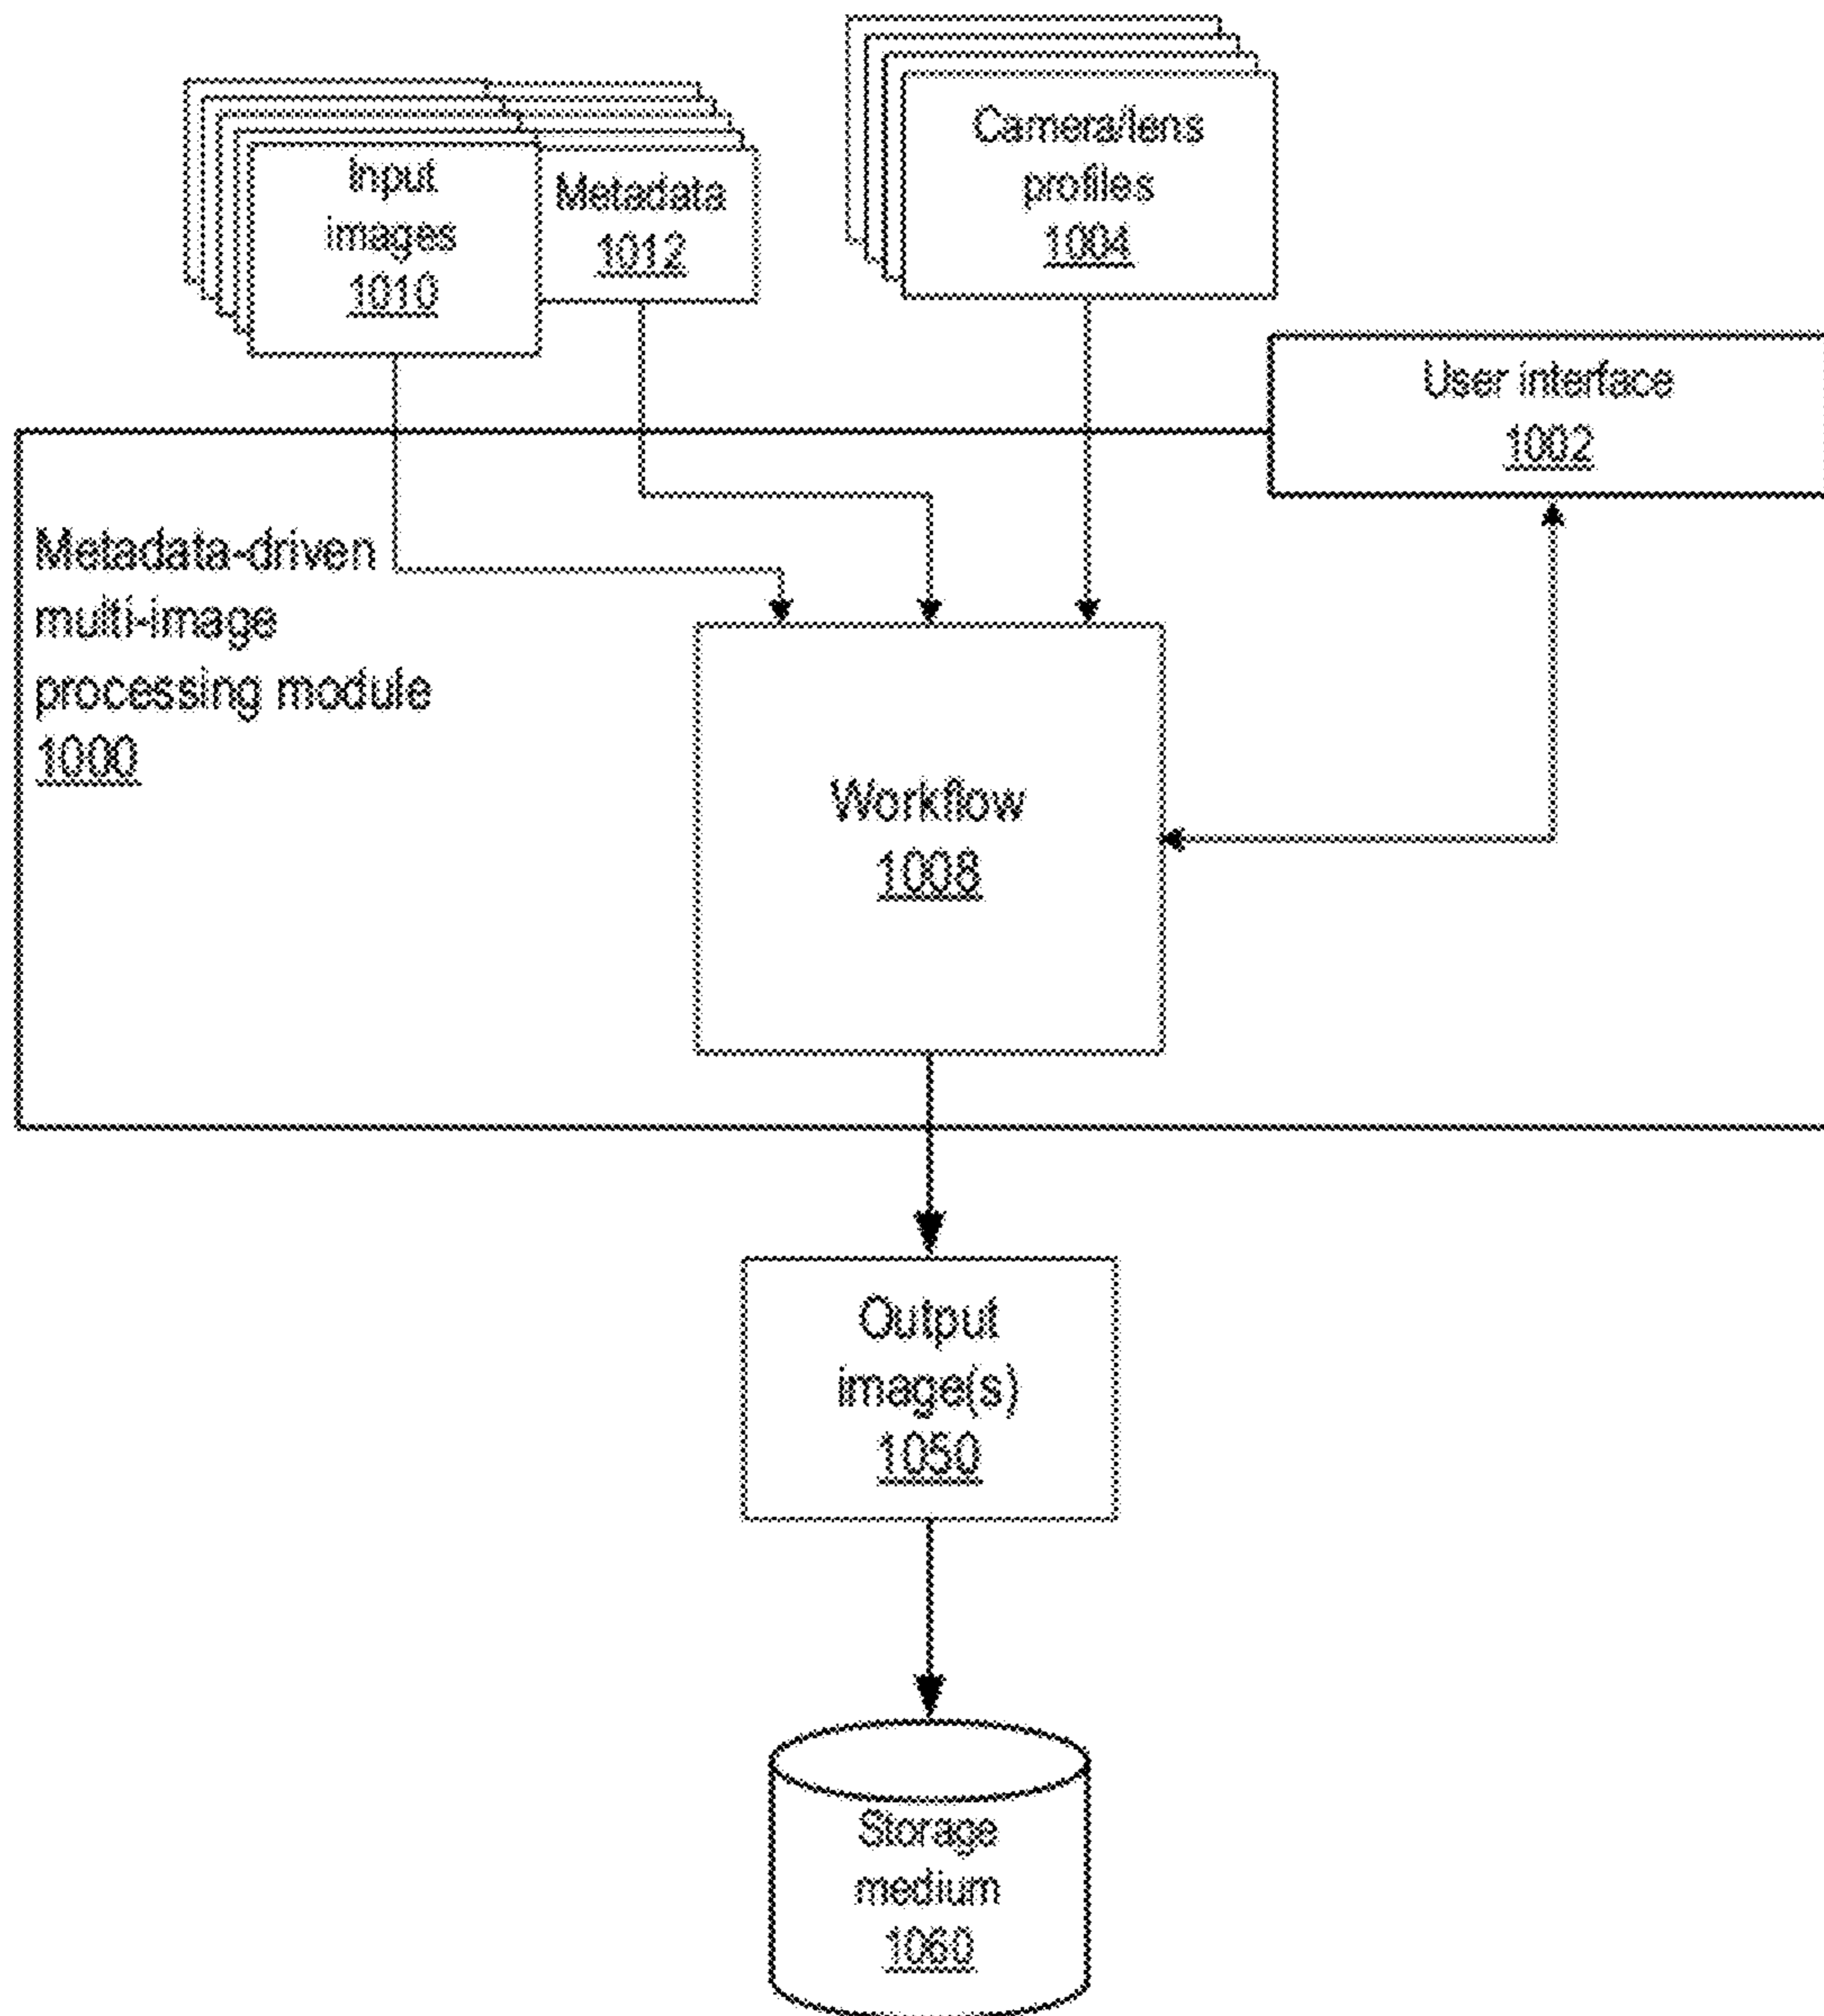 Input
images
1010
Metadata
1012
Camera/lens
profiles
1004
User interface
1002
Metadata-driven
multi-image
processing module
1000
Workflow
1008
Output
image(s)
1050
Storage
medium
1060